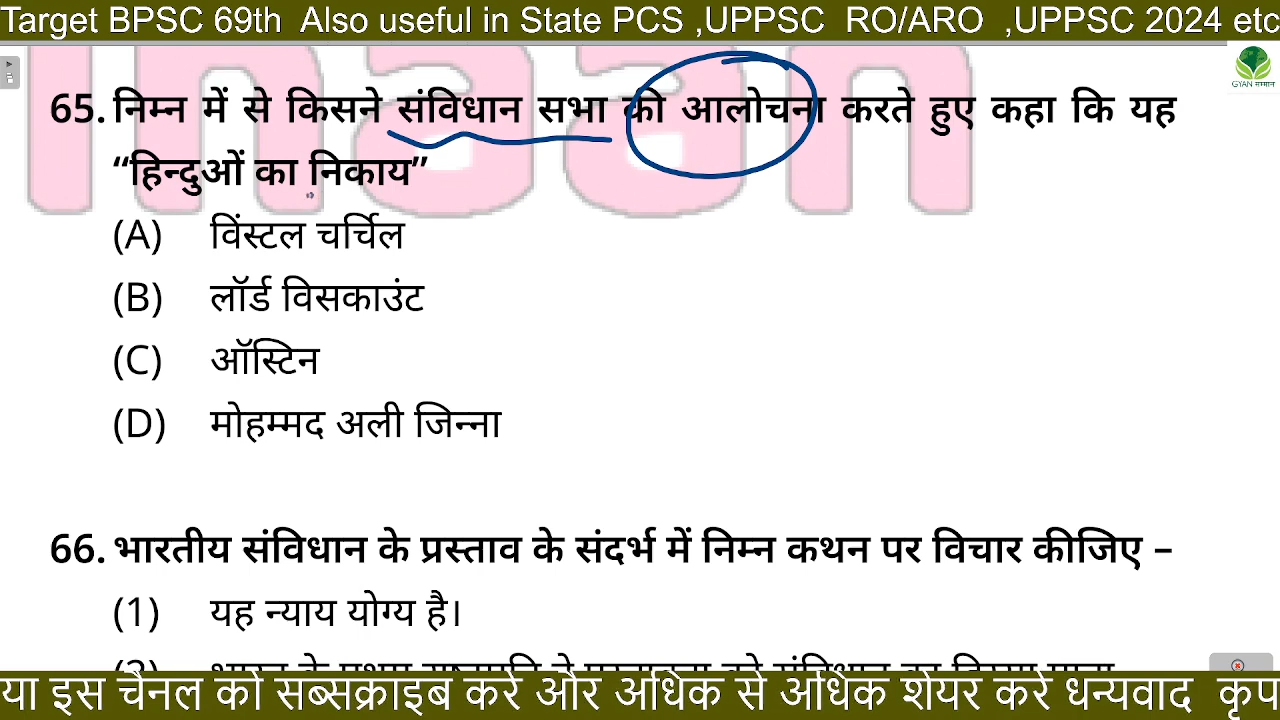 Target BPSC 69th Also useful in State PCS ,UPPSC RO/ARO ,UPPSC 2024 etc
GYAN सम्मान
65. निम्न में से किसने संविधान सभा की आलोचना करते हुए कहा कि यह
“हिन्दुओं का निकाय”
(A) विंस्टल चर्चिल
(B) लॉर्ड विसकाउंट
(C) ऑस्टिन
(D) मोहम्मद अली जिन्ना
66. भारतीय संविधान के प्रस्ताव के संदर्भ में निम्न कथन पर विचार कीजिए –
(1) यह न्याय योग्य है।
या इस चैनल को सब्सक्राइब करें और अधिक से अधिक शेयर करें धन्यवाद कृप